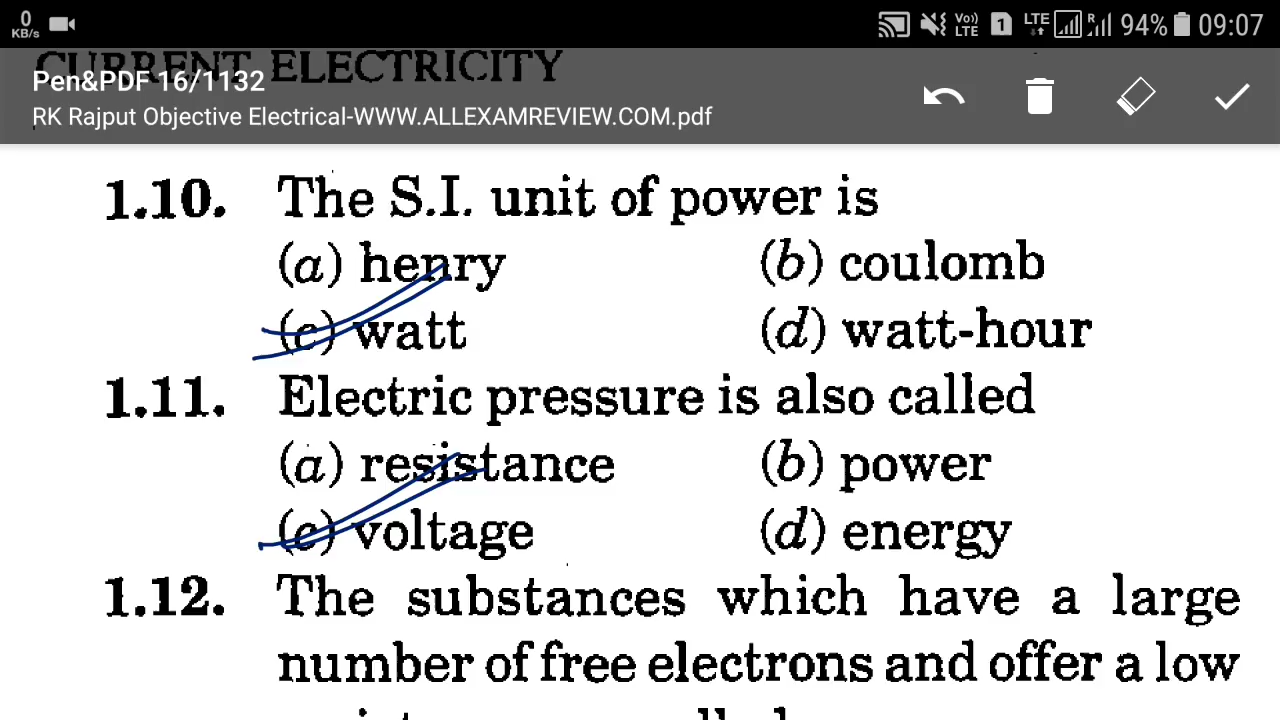 0
KB/s
Vo)
LTE
1
LTE
R
94%
09:07
CURRENT ELECTRICITY
Pen&PDF 16/1132
RK Rajput Objective Electrical-WWW.ALLEXAMREVIEW.COM.pdf
1.10. The S.I. unit of power is
(a) henry (b) coulomb
(c) watt (d) watt-hour
1.11. Electric pressure is also called
(a) resistance (b) power
(c) voltage (d) energy
1.12. The substances which have a large
number of free electrons and offer a low